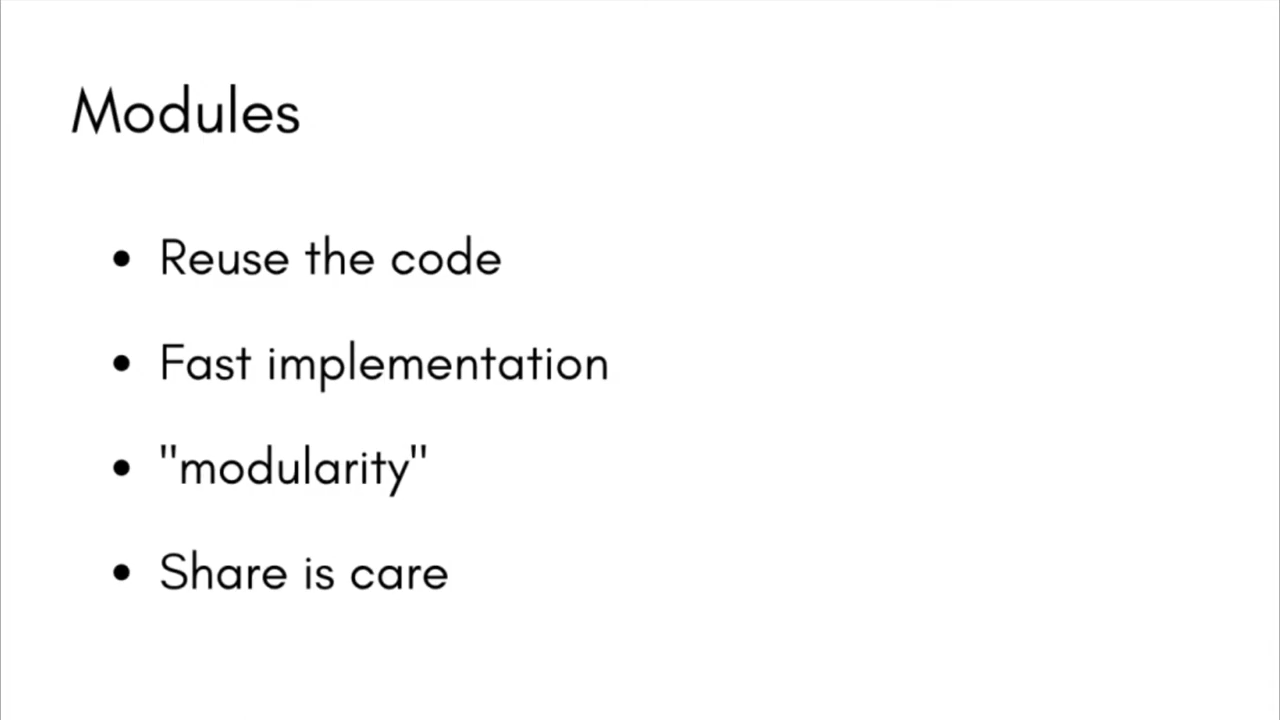 Modules
• Reuse the code
• Fast implementation
• "modularity"
• Share is care